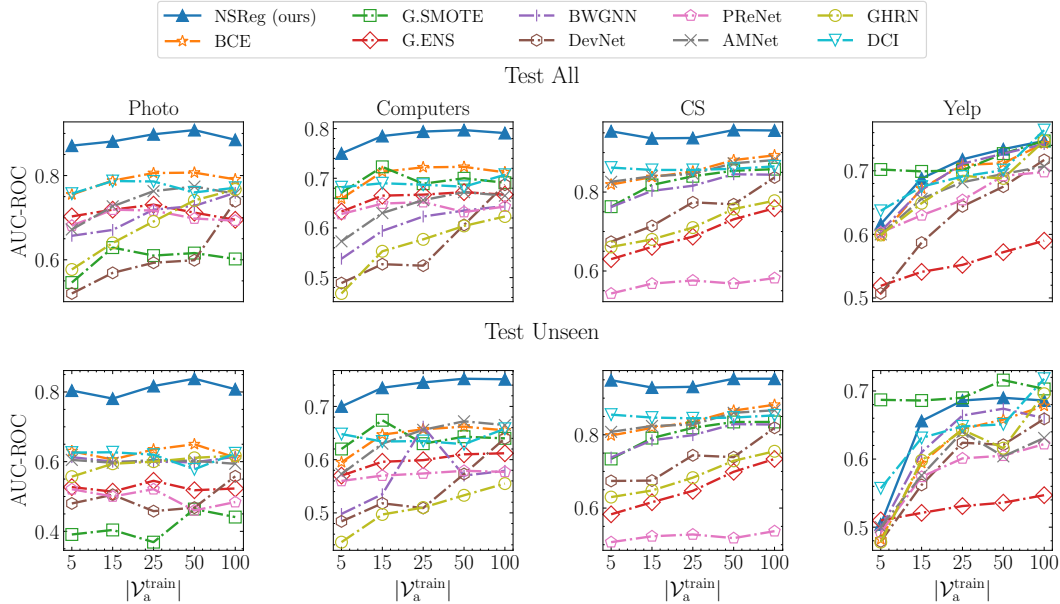 NSReg (ours) G.SMOTE BWGNN PReNet GHRN
BCE G.ENS DevNet AMNet DCI
Test All
Photo Computers CS Yelp
AUC-ROC
0.8
0.6
0.8
0.7
0.6
0.5
0.8
0.6
0.7
0.6
0.5
Test Unseen
AUC-ROC
0.8
0.6
0.4
0.7
0.6
0.5
0.8
0.6
0.7
0.6
0.5
5 15 25 50 100 5 15 25 50 100 5 15 25 50 100 5 15 25 50 100
|𝒱ₐᵗʳᵃⁱⁿ| |𝒱ₐᵗʳᵃⁱⁿ| |𝒱ₐᵗʳᵃⁱⁿ| |𝒱ₐᵗʳᵃⁱⁿ|